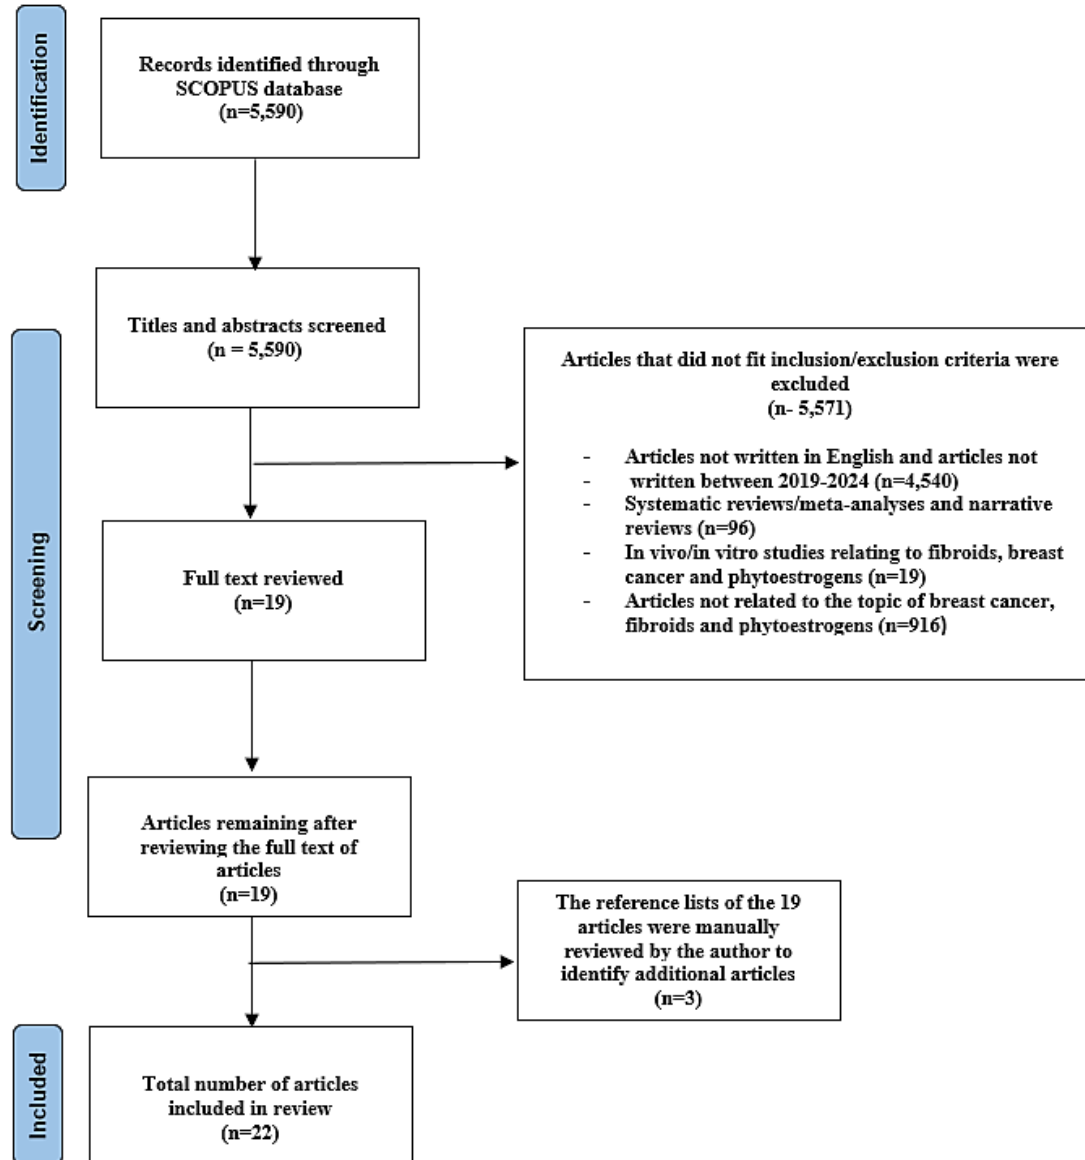 Identification
Records identified through
SCOPUS database
(n=5,590)
Screening
Titles and abstracts screened
(n = 5,590)
Articles that did not fit inclusion/exclusion criteria were
excluded
(n- 5,571)
- Articles not written in English and articles not
- written between 2019-2024 (n=4,540)
- Systematic reviews/meta-analyses and narrative
reviews (n=96)
- In vivo/in vitro studies relating to fibroids, breast
cancer and phytoestrogens (n=19)
- Articles not related to the topic of breast cancer,
fibroids and phytoestrogens (n=916)
Full text reviewed
(n=19)
Articles remaining after
reviewing the full text of
articles
(n=19)
The reference lists of the 19
articles were manually
reviewed by the author to
identify additional articles
(n=3)
Included
Total number of articles
included in review
(n=22)